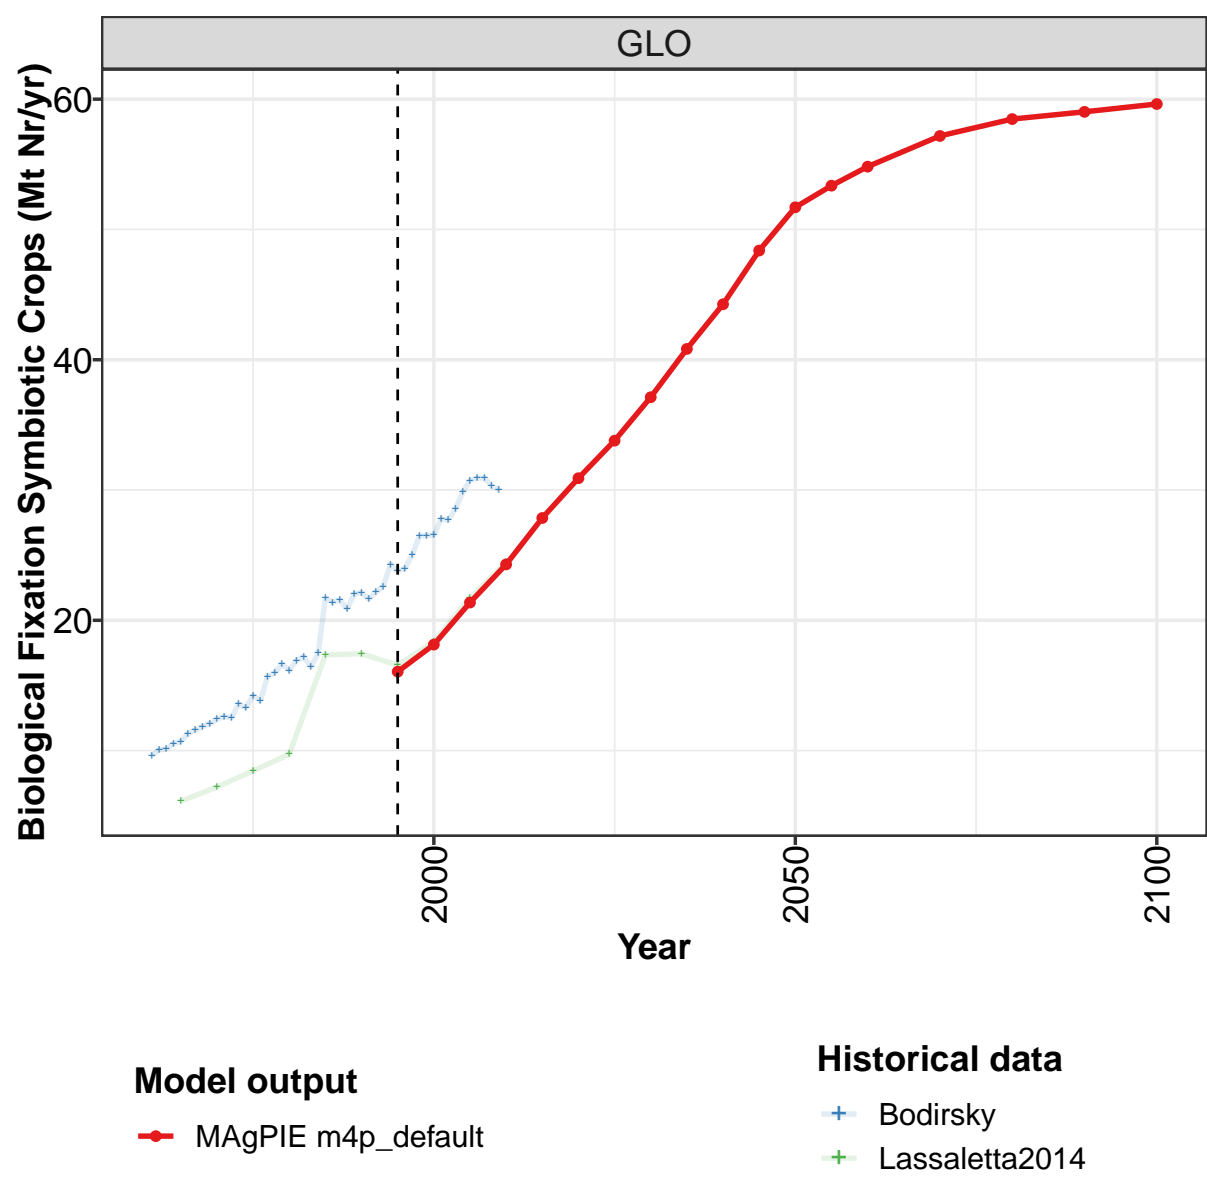 GLO
Biological Fixation Symbiotic Crops (Mt Nr/yr)
60
40
20
2000
2050
2100
Year
Model output
MAgPIE m4p_default
Historical data
Bodirsky
Lassaletta2014